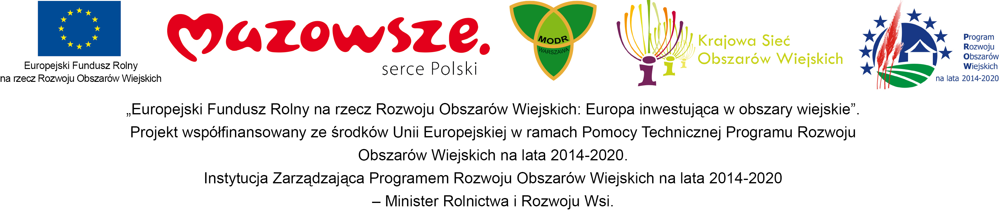 Europejski Fundusz Rolny
na rzecz Rozwoju Obszarów Wiejskich
mazowsze.
serce Polski
MODR
WARSZAWA
Krajowa Sieć
Obszarów Wiejskich
Program
Rozwoju
Obszarów
Wiejskich
na lata 2014-2020
„Europejski Fundusz Rolny na rzecz Rozwoju Obszarów Wiejskich: Europa inwestująca w obszary wiejskie”.
Projekt współfinansowany ze środków Unii Europejskiej w ramach Pomocy Technicznej Programu Rozwoju
Obszarów Wiejskich na lata 2014-2020.
Instytucja Zarządzająca Programem Rozwoju Obszarów Wiejskich na lata 2014-2020
– Minister Rolnictwa i Rozwoju Wsi.